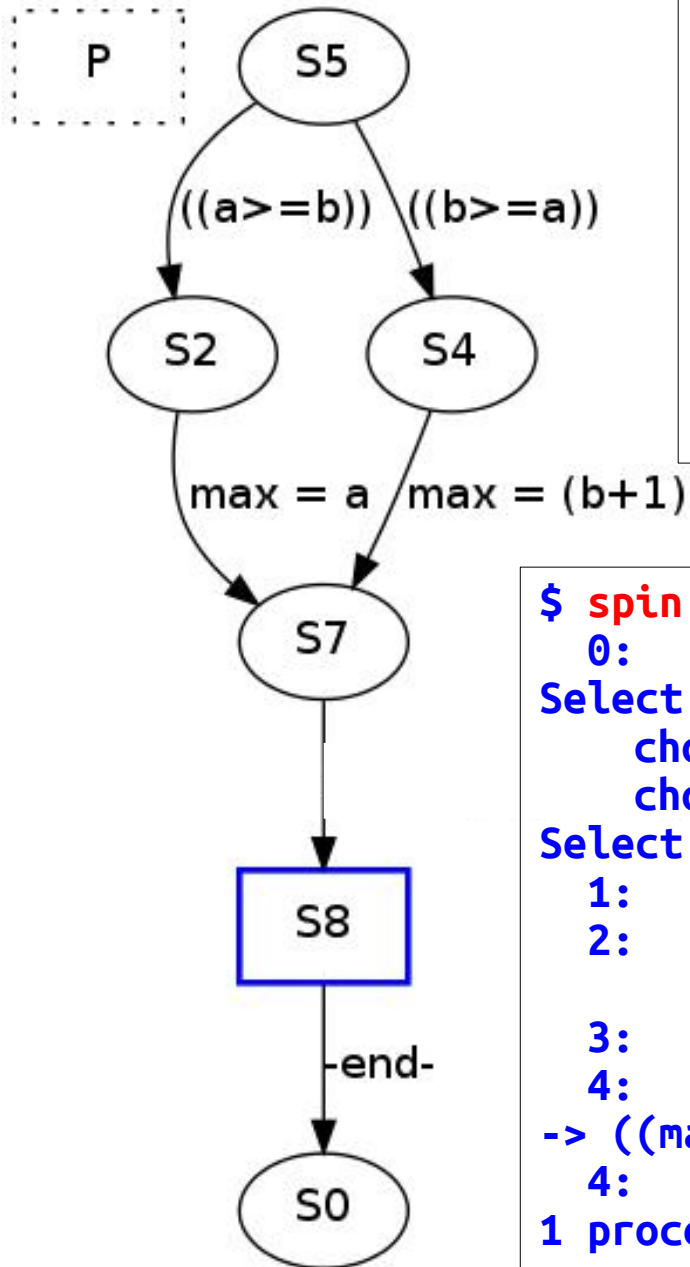 P
S5
((a>=b))
((b>=a))
S2
S4
max = a
max = (b+1)
S7
S8
-end-
S0
$ spin
0:
Select
1:
2:
3:
4:
-> ((ma
4:
1 proce